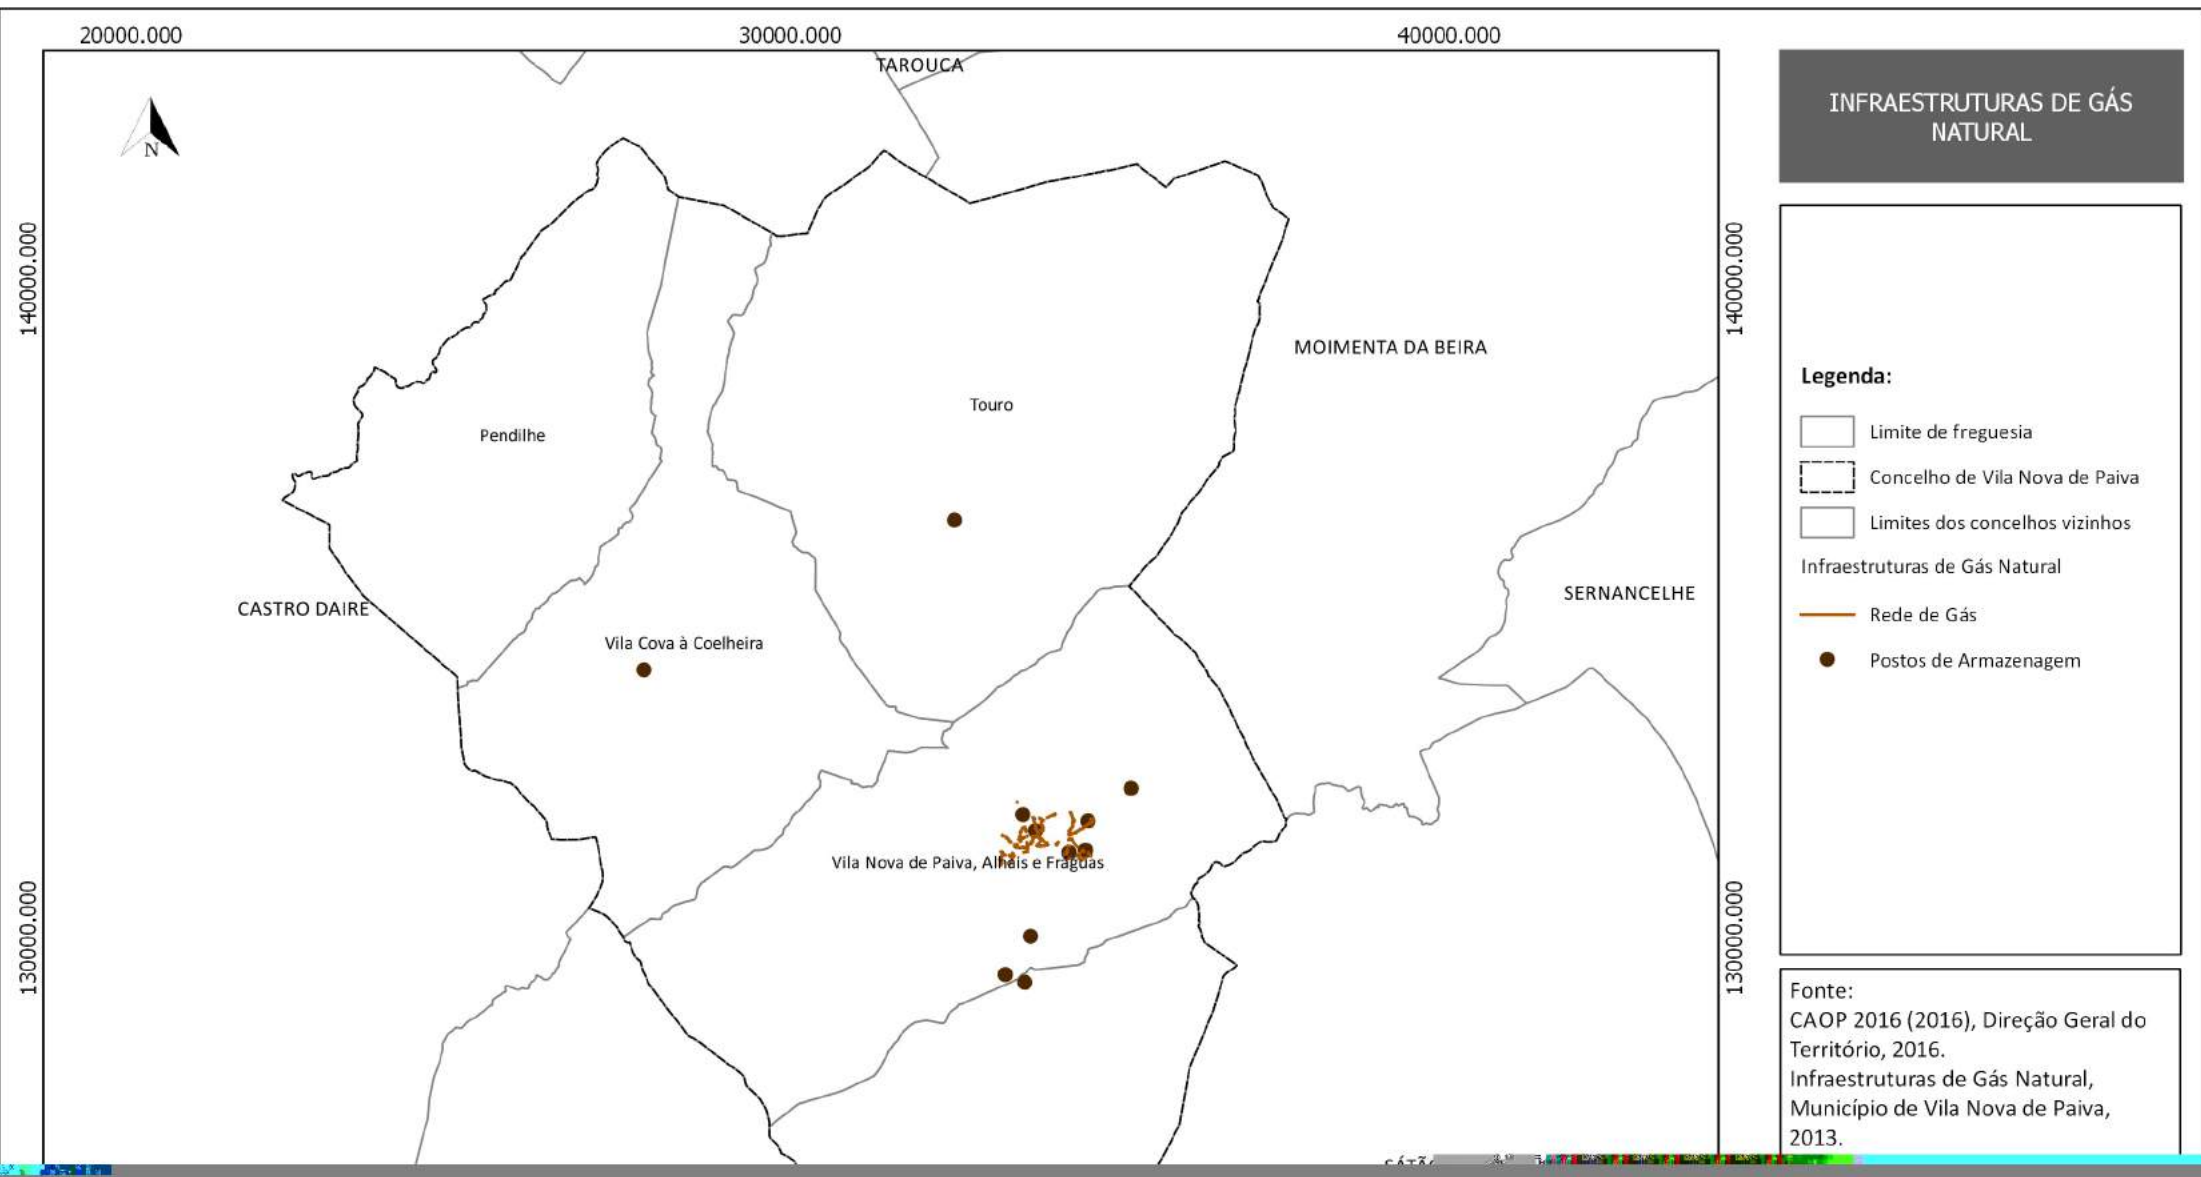 20000.000
30000.000
40000.000
TAROUCA
N
INFRAESTRUTURAS DE GÁS
NATURAL
140000.000
140000.000
MOIMENTA DA BEIRA
Touro
Pendilhe
Legenda:
Limite de freguesia
Concelho de Vila Nova de Paiva
Limites dos concelhos vizinhos
Infraestruturas de Gás Natural
Rede de Gás
Postos de Armazenagem
SERNANCELHE
CASTRO DAIRE
Vila Cova à Coelheira
Vila Nova de Paiva, Alhais e Fráguas
130000.000
130000.000
Fonte:
CAOP 2016 (2016), Direção Geral do
Território, 2016.
Infraestruturas de Gás Natural,
Município de Vila Nova de Paiva,
2013.